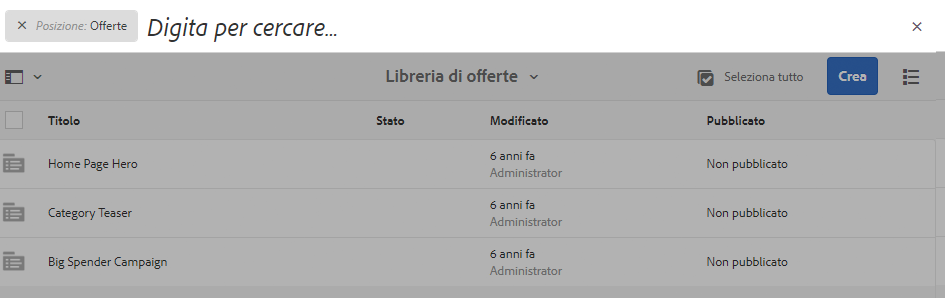 Posizione: Offerte
Digita per cercare...
Libreria di offerte
Seleziona tutto
Crea
Titolo Stato Modificato Pubblicato
Home Page Hero 6 anni fa Non pubblicato
Administrator
Category Teaser 6 anni fa Non pubblicato
Administrator
Big Spender Campaign 6 anni fa Non pubblicato
Administrator